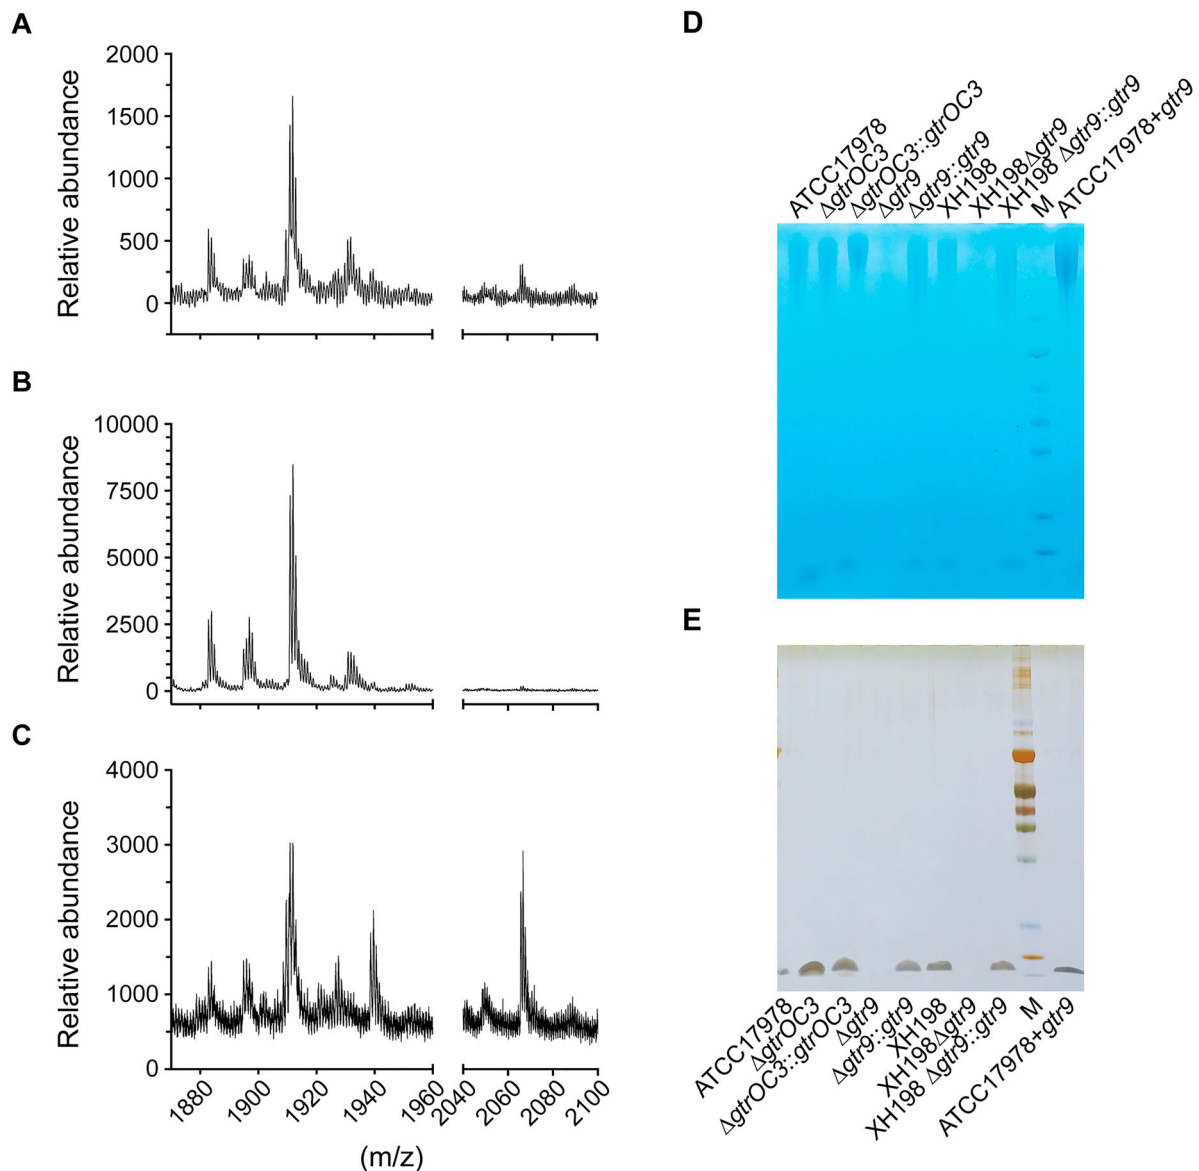 A
Relative abundance
2000
1500
1000
500
0
B
Relative abundance
10000
7500
5000
2500
0
C
Relative abundance
4000
3000
2000
1000
0
1880
1900
1920
1940
1960
2040
2060
2080
2100
(m/z)
D
ATCC17978
ΔgtrOC3
ΔgtrOC3::gtrOC3
Δgtr9
Δgtr9::gtr9
XH198
XH198Δgtr9
XH198 Δgtr9::gtr9
M
ATCC17978+gtr9
E
ATCC17978
ΔgtrOC3
ΔgtrOC3::gtrOC3
Δgtr9
Δgtr9::gtr9
XH198
XH198Δgtr9
XH198 Δgtr9::gtr9
M
ATCC17978+gtr9